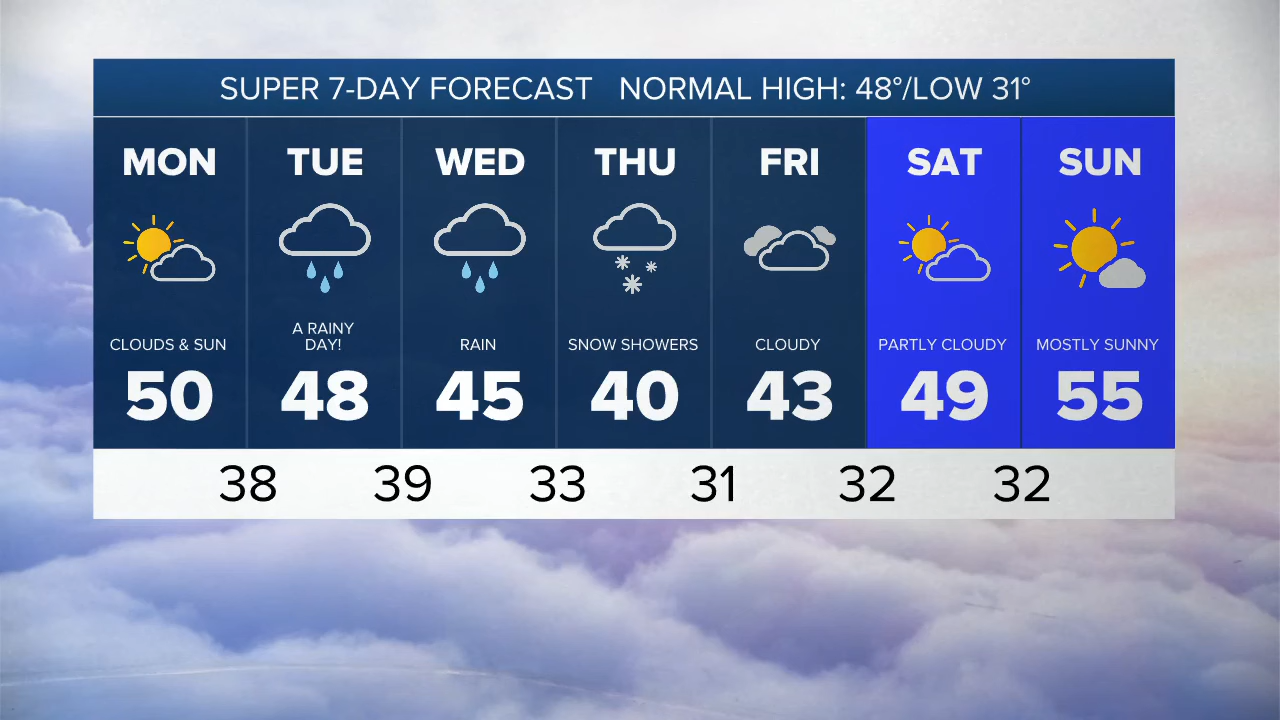 SUPER 7-DAY FORECAST NORMAL HIGH: 48°/LOW 31°
MON TUE WED THU FRI SAT SUN
CLOUDS & SUN
A RAINY
DAY!
RAIN
SNOW SHOWERS
CLOUDY
PARTLY CLOUDY
MOSTLY SUNNY
50 48 45 40 43 49 55
38 39 33 31 32 32